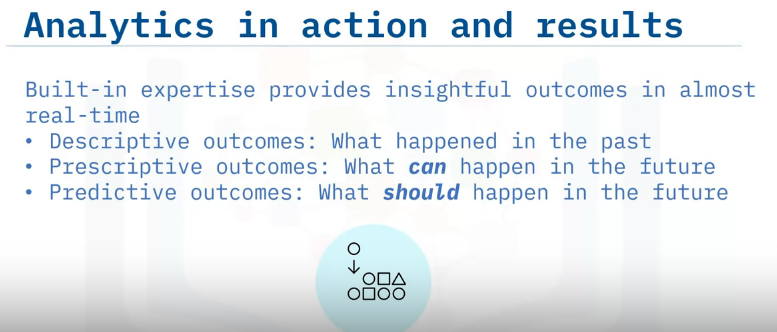 Analytics in action and results
Built-in expertise provides insightful outcomes in almost
real-time
• Descriptive outcomes: What happened in the past
• Prescriptive outcomes: What can happen in the future
• Predictive outcomes: What should happen in the future